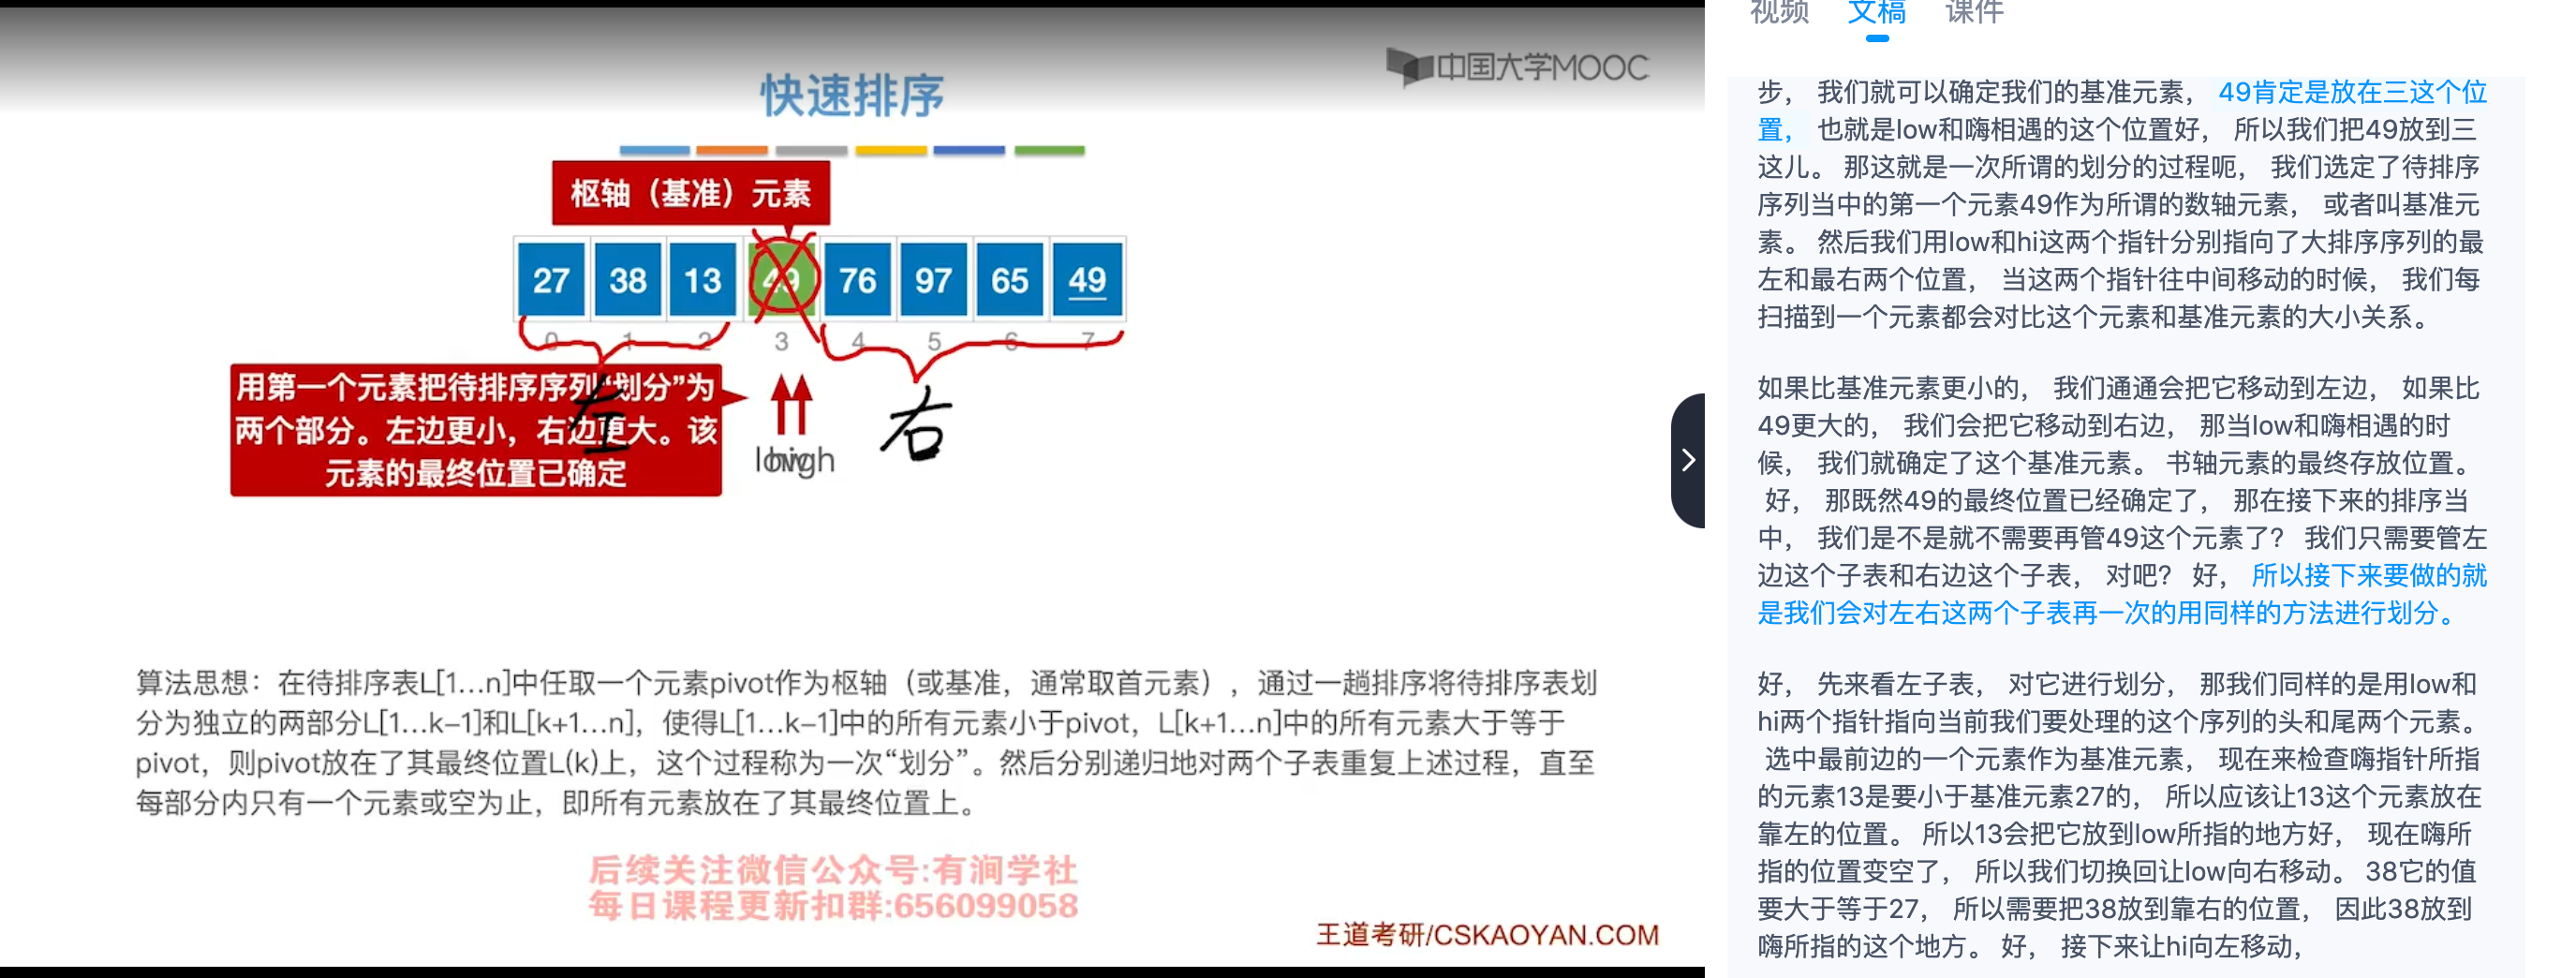 中国大学MOOC
快速排序
枢轴（基准）元素
27 38 13 49 76 97 65 49
0 1 2 3 4 5 6 7
用第一个元素把待排序序列“划分”为
两个部分。左边更小，右边更大。该
元素的最终位置已确定
左
右
low
high
算法思想：在待排序表L[1…n]中任取一个元素pivot作为枢轴（或基准，通常取首元素），通过一趟排序将待排序表划
分为独立的两部分L[1…k-1]和L[k+1…n]，使得L[1…k-1]中的所有元素小于pivot，L[k+1…n]中的所有元素大于等于
pivot，则pivot放在了其最终位置L(k)上，这个过程称为一次“划分”。然后分别递归地对两个子表重复上述过程，直至
每部分内只有一个元素或空为止，即所有元素放在了其最终位置上。
后续关注微信公众号:有涧学社
每日课程更新扣群:656099058
王道考研/CSKAOYAN.COM
视频 文稿 课件
步， 我们就可以确定我们的基准元素， 49肯定是放在三这个位
置， 也就是low和嗨相遇的这个位置好， 所以我们把49放到三
这儿。 那这就是一次所谓的划分的过程呃， 我们选定了待排序
序列当中的第一个元素49作为所谓的数轴元素， 或者叫基准元
素。 然后我们用low和hi这两个指针分别指向了大排序序列的最
左和最右两个位置， 当这两个指针往中间移动的时候， 我们每
扫描到一个元素都会对比这个元素和基准元素的大小关系。
如果比基准元素更小的， 我们通通会把它移动到左边， 如果比
49更大的， 我们会把它移动到右边， 那当low和嗨相遇的时
候， 我们就确定了这个基准元素。 书轴元素的最终存放位置。
好， 那既然49的最终位置已经确定了， 那在接下来的排序当
中， 我们是不是就不需要再管49这个元素了？ 我们只需要管左
边这个子表和右边这个子表， 对吧？ 好， 所以接下来要做的就
是我们会对左右这两个子表再一次的用同样的方法进行划分。
好， 先来看左子表， 对它进行划分， 那我们同样的是用low和
hi两个指针指向当前我们要处理的这个序列的头和尾两个元素。
选中最前边的一个元素作为基准元素， 现在来检查嗨指针所指
的元素13是要小于基准元素27的， 所以应该让13这个元素放在
靠左的位置。 所以13会把它放到low所指的地方好， 现在嗨所
指的位置变空了， 所以我们切换回让low向右移动。 38它的值
要大于等于27， 所以需要把38放到靠右的位置， 因此38放到
嗨所指的这个地方。 好， 接下来让hi向左移动，